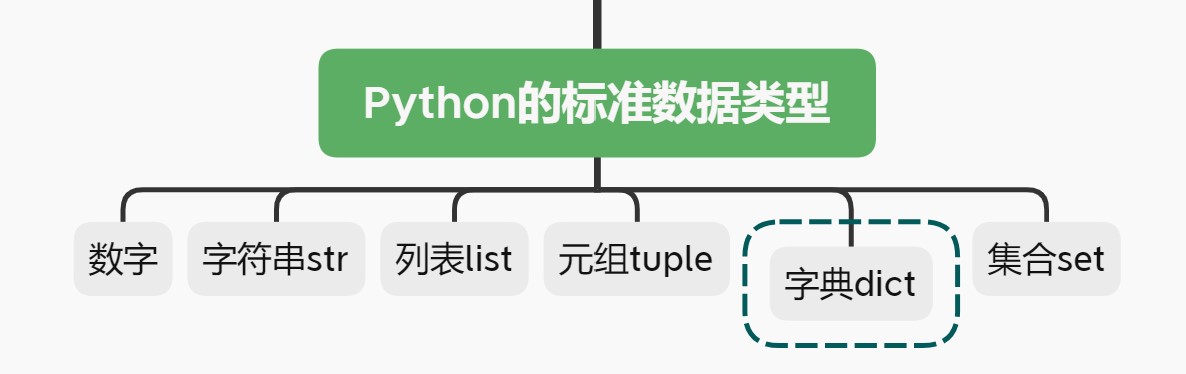 Python的标准数据类型
数字
字符串str
列表list
元组tuple
字典dict
集合set